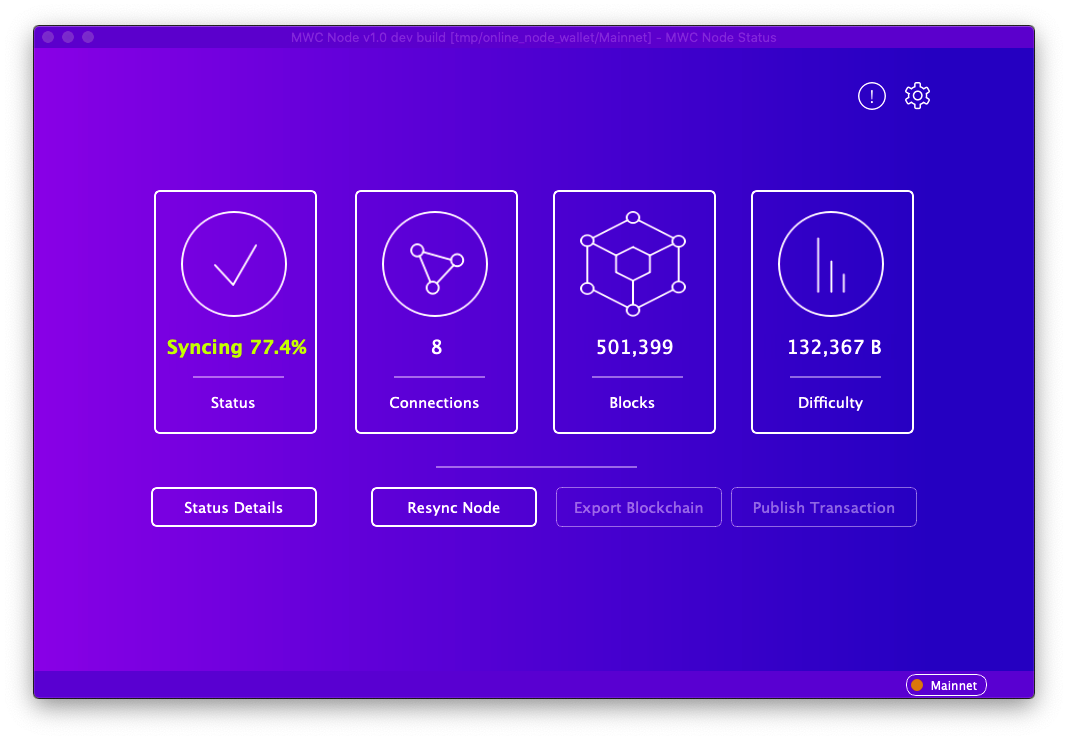 MWC Node v1.0 dev build [tmp/online_node_wallet/Mainnet] - MWC Node Status
Syncing 77.4%
Status
8
Connections
501,399
Blocks
132,367 B
Difficulty
Status Details
Resync Node
Export Blockchain
Publish Transaction
Mainnet